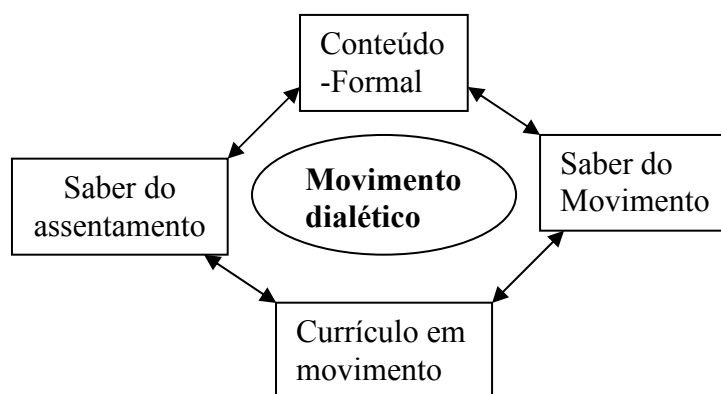 Conteúdo
-Formal
Saber do
assentamento
Movimento
dialético
Saber do
Movimento
Currículo em
movimento